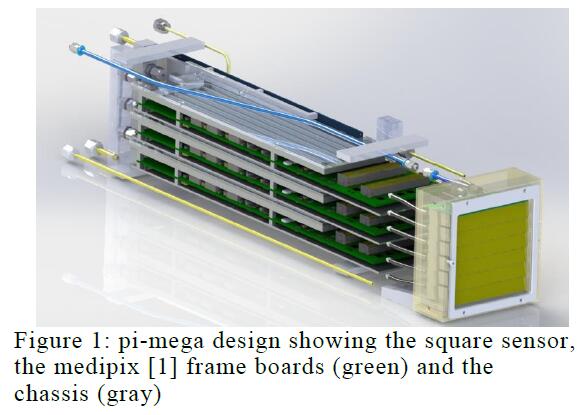 Figure 1: pi-mega design showing the square sensor,
the medipix [1] frame boards (green) and the
chassis (gray)